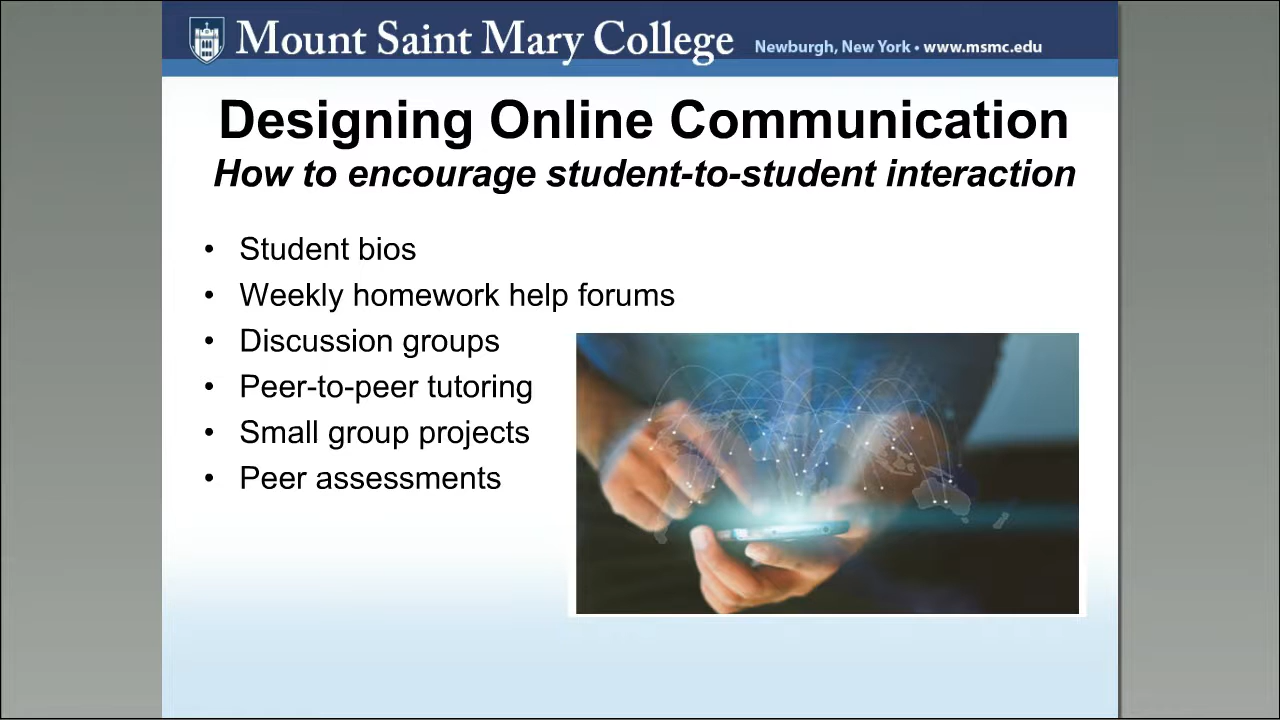 Mount Saint Mary College Newburgh, New York • www.msmc.edu
Designing Online Communication
How to encourage student-to-student interaction
• Student bios
• Weekly homework help forums
• Discussion groups
• Peer-to-peer tutoring
• Small group projects
• Peer assessments